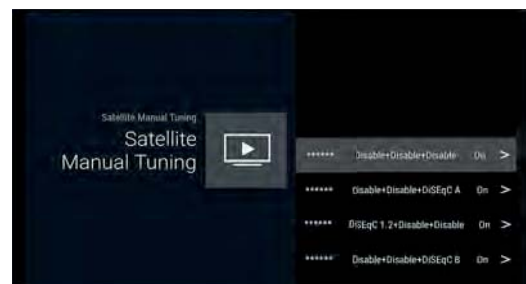 Satellite Manual Tuning
Satellite
Manual Tuning
****** Disable+Disable+Disable On >
****** Disable+Disable+DiSEqC A On >
****** DiSEqC 1.2+Disable+Disable On >
****** Disable+Disable+DiSEqC B On >